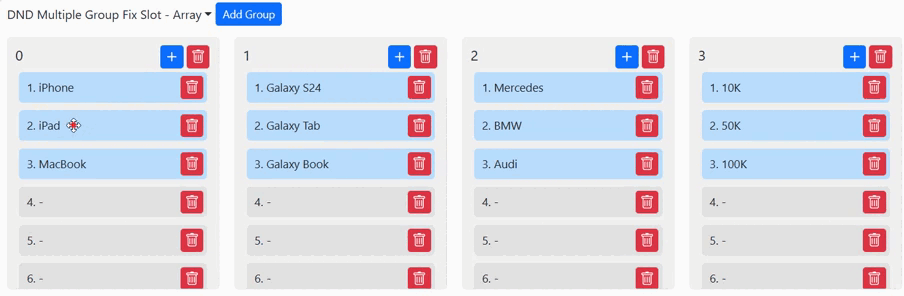 DND Multiple Group Fix Slot - Array Add Group
0
1. iPhone
2. iPad
3. MacBook
4. -
5. -
6. -
1
1. Galaxy S24
2. Galaxy Tab
3. Galaxy Book
4. -
5. -
6. -
2
1. Mercedes
2. BMW
3. Audi
4. -
5. -
6. -
3
1. 10K
2. 50K
3. 100K
4. -
5. -
6. -